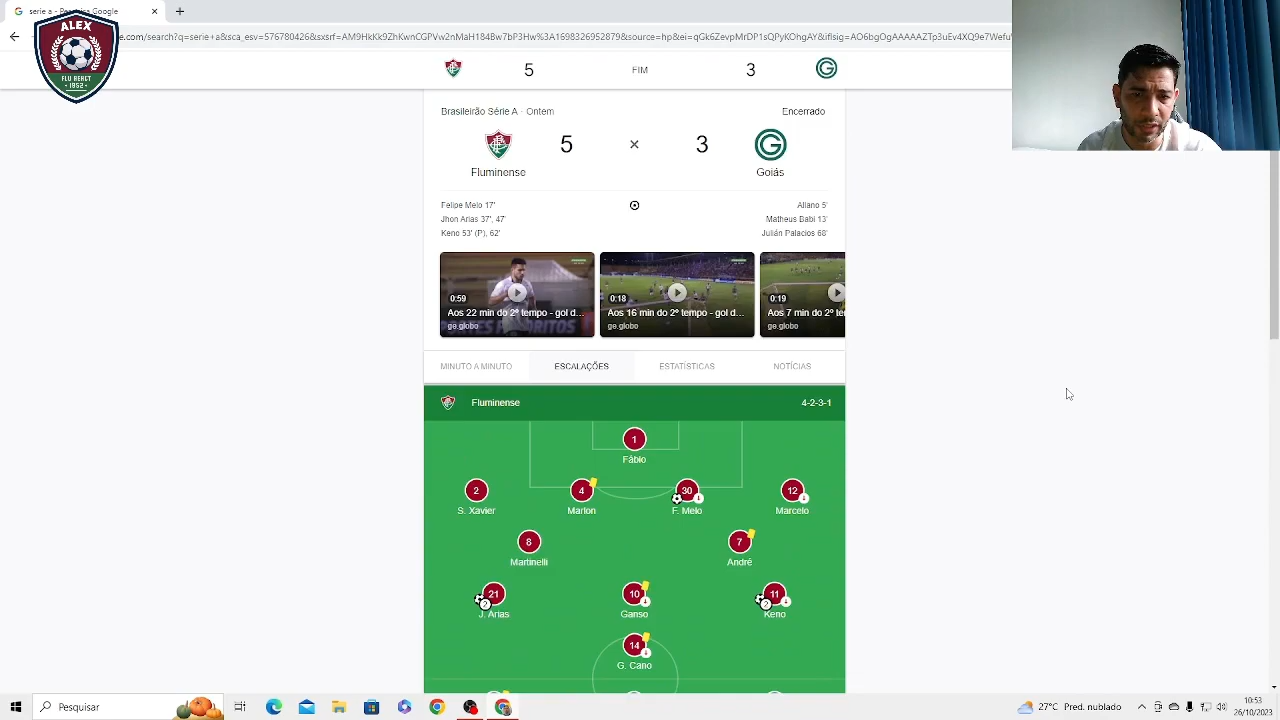 serie a - Pesquisa Google
ALEX
FLU REACT
1952
5
FIM
3
Brasileirão Série A - Ontem
Encerrado
5
×
3
Fluminense
Goiás
Felipe Melo 17'
Allano 5'
Jhon Arias 37', 47'
Matheus Babi 13'
Keno 53' (P), 62'
Julián Palacios 68'
0:59
0:18
0:19
Aos 22 min do 2º tempo - gol d...
Aos 16 min do 2º tempo - gol d...
Aos 7 min do 2º te
ge.globo
ge.globo
ge.globo
MINUTO A MINUTO
ESCALAÇÕES
ESTATÍSTICAS
NOTÍCIAS
Fluminense
4-2-3-1
1
Fábio
2
4
30
12
S. Xavier
Marlon
F. Melo
Marcelo
8
7
Martinelli
André
21
10
11
2
2
J. Arias
Ganso
Keno
14
G. Cano
Pesquisar
27°C Pred. nublado
10:53
26/10/2023